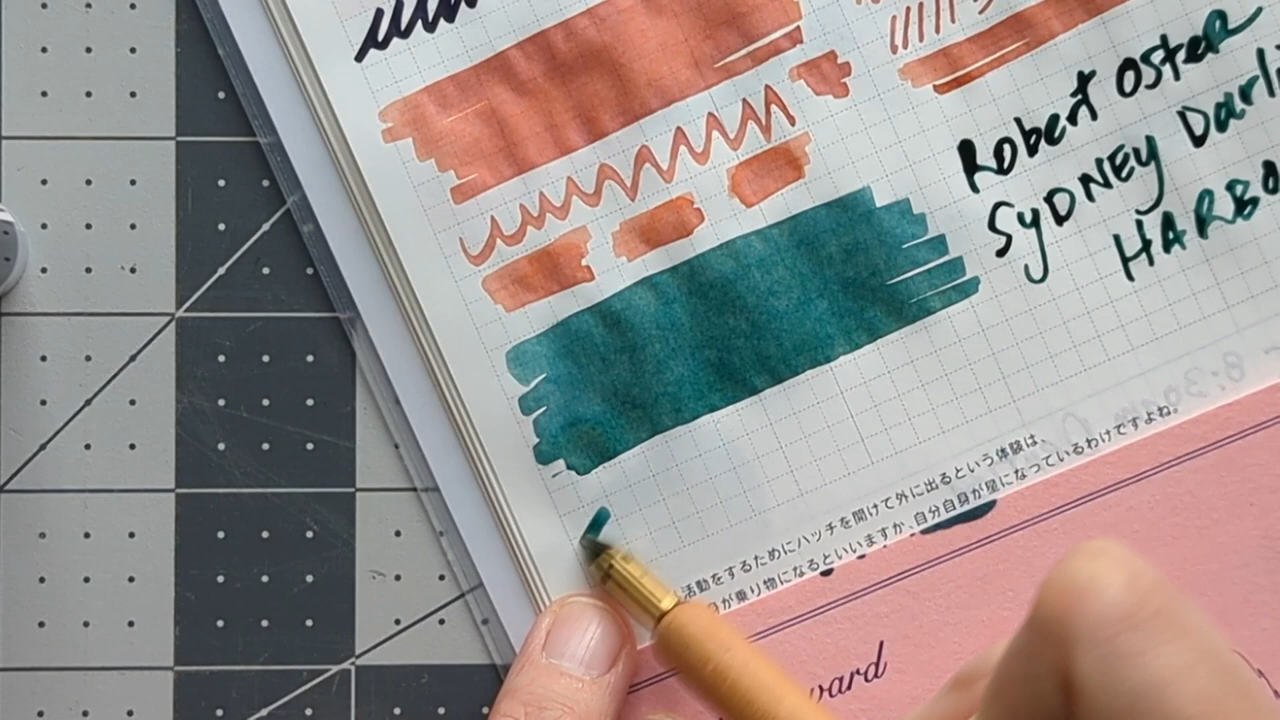 Robert Oster
SYDNEY Darli
HARBO
8:30am
活動をするためにハッチを開けて外に出るという体験は、
が乗り物になるといいますか、自分自身が星になっているわけですよね。
ward